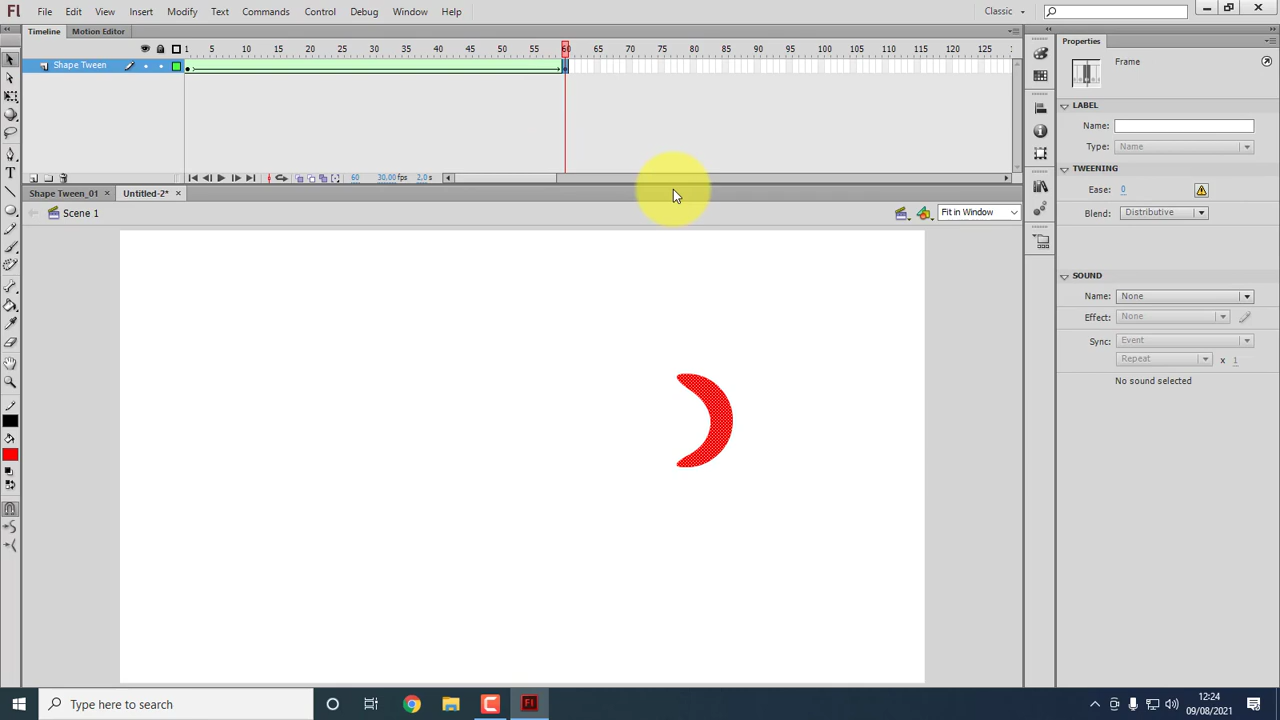 Fl File Edit View Insert Modify Text Commands Control Debug Window Help Classic
Timeline Motion Editor
1 5 10 15 20 25 30 35 40 45 50 55 60 65 70 75 80 85 90 95 100 105 110 115 120 125
Shape Tween
60 30.00 fps 2.0 s
Shape Tween_01 × Untitled-2* ×
Scene 1 Fit in Window
Properties
Frame
LABEL
Name:
Type: Name
TWEENING
Ease: 0
Blend: Distributive
SOUND
Name: None
Effect: None
Sync: Event
Repeat x 1
No sound selected
Type here to search
Fl
12:24
09/08/2021